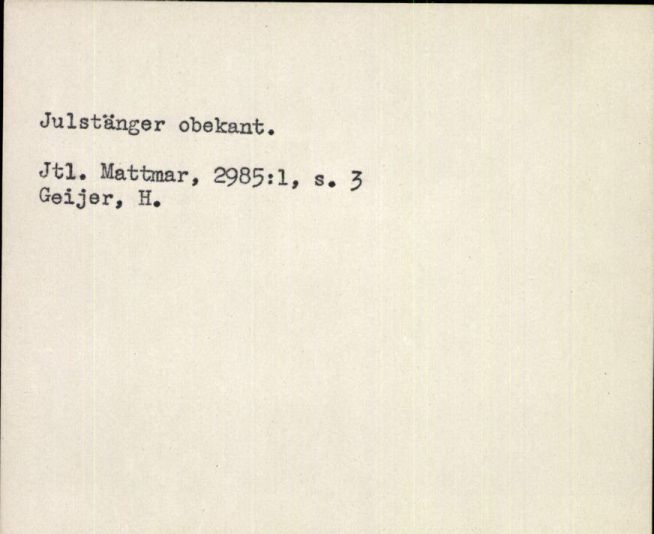 Julstänger obekant.
Jtl. Mattmar, 2985:1, s. 3
Geijer, H.